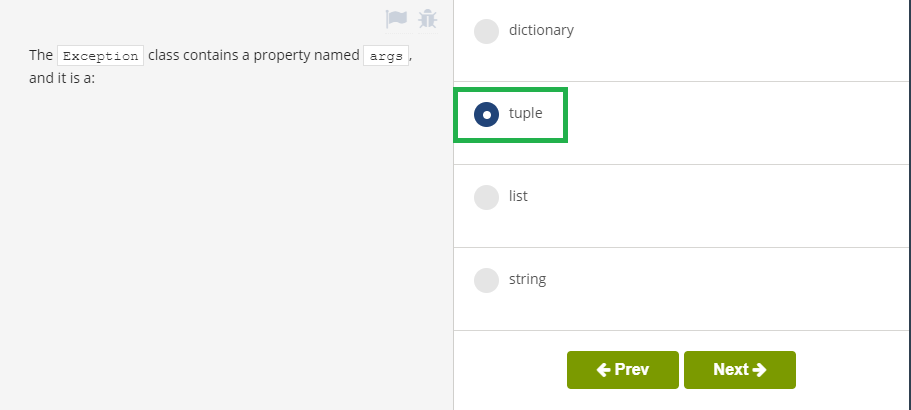 The Exception class contains a property named args,
and it is a:
dictionary
tuple
list
string
Prev
Next